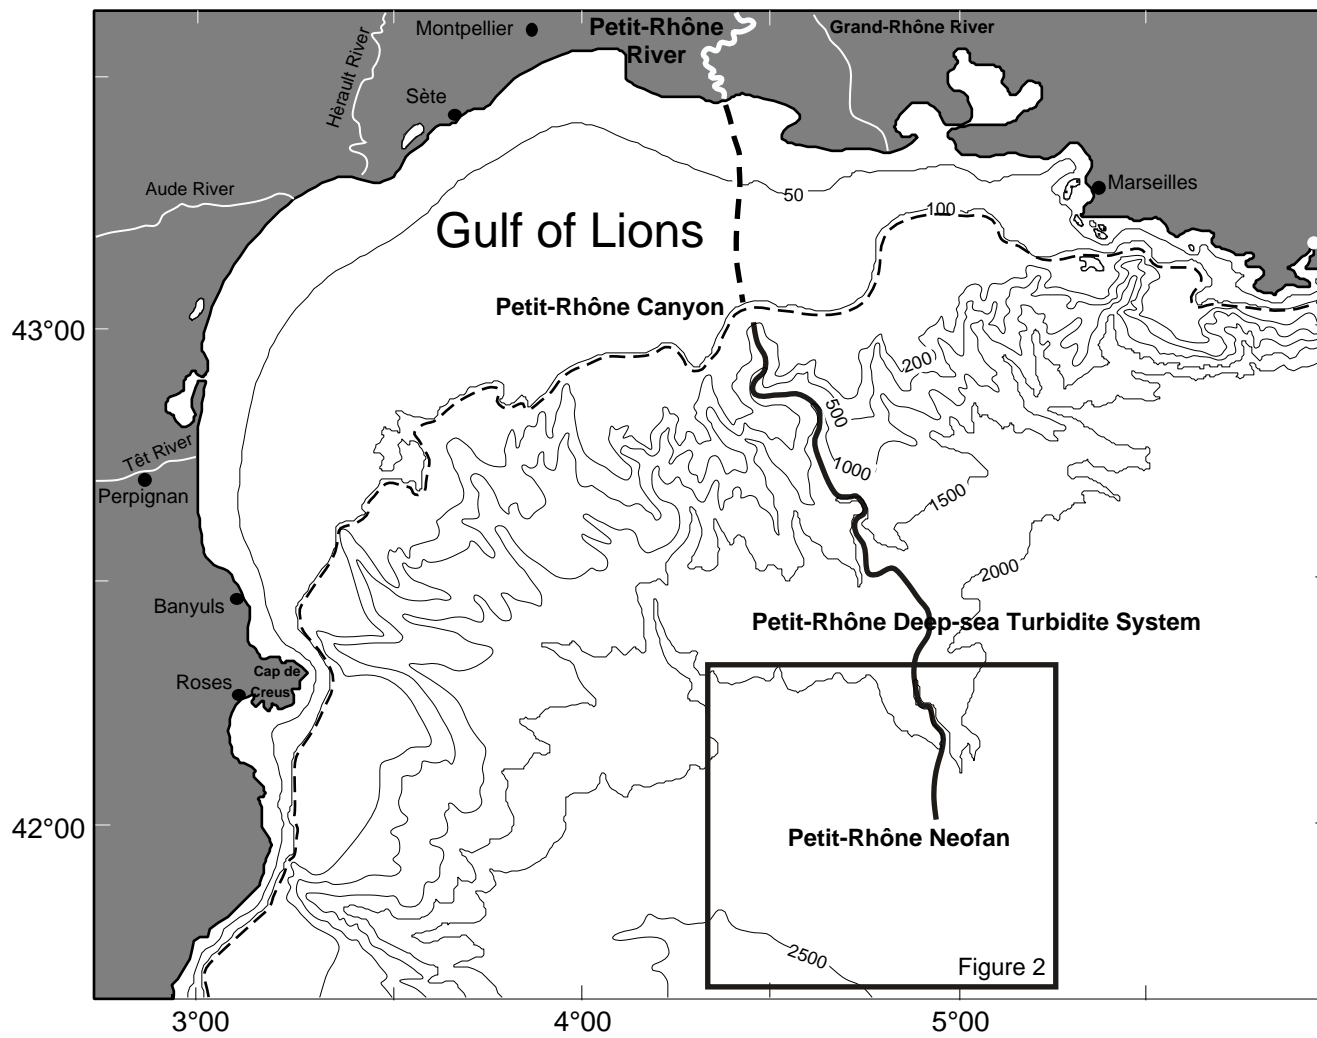 Montpellier
Petit-Rhône
River
Grand-Rhône River
Hèrault River
Sète
Aude River
Marseilles
50
100
Gulf of Lions
Petit-Rhône Canyon
43°00
200
500
1000
1500
2000
Têt River
Perpignan
Banyuls
Petit-Rhône Deep-sea Turbidite System
Roses
Cap de
Creus
42°00
Petit-Rhône Neofan
2500
Figure 2
3°00
4°00
5°00